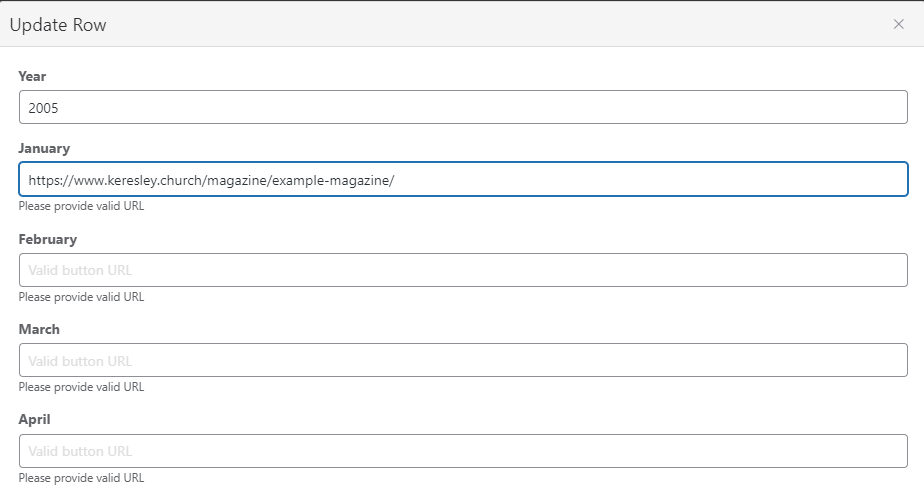 Update Row
Year
2005
January
https://www.keresley.church/magazine/example-magazine/
Please provide valid URL
February
Valid button URL
Please provide valid URL
March
Valid button URL
Please provide valid URL
April
Valid button URL
Please provide valid URL